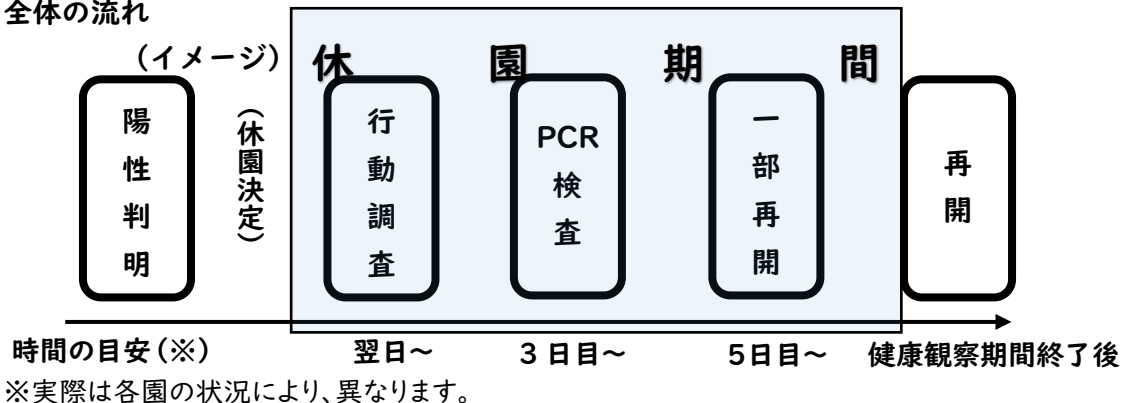 全体の流れ
(イメージ)
休園期間
陽性判明
(休園決定)
行動調査
PCR検査
一部再開
再開
時間の目安(※)
翌日~
3日目~
5日目~
健康観察期間終了後
※実際は各園の状況により、異なります。